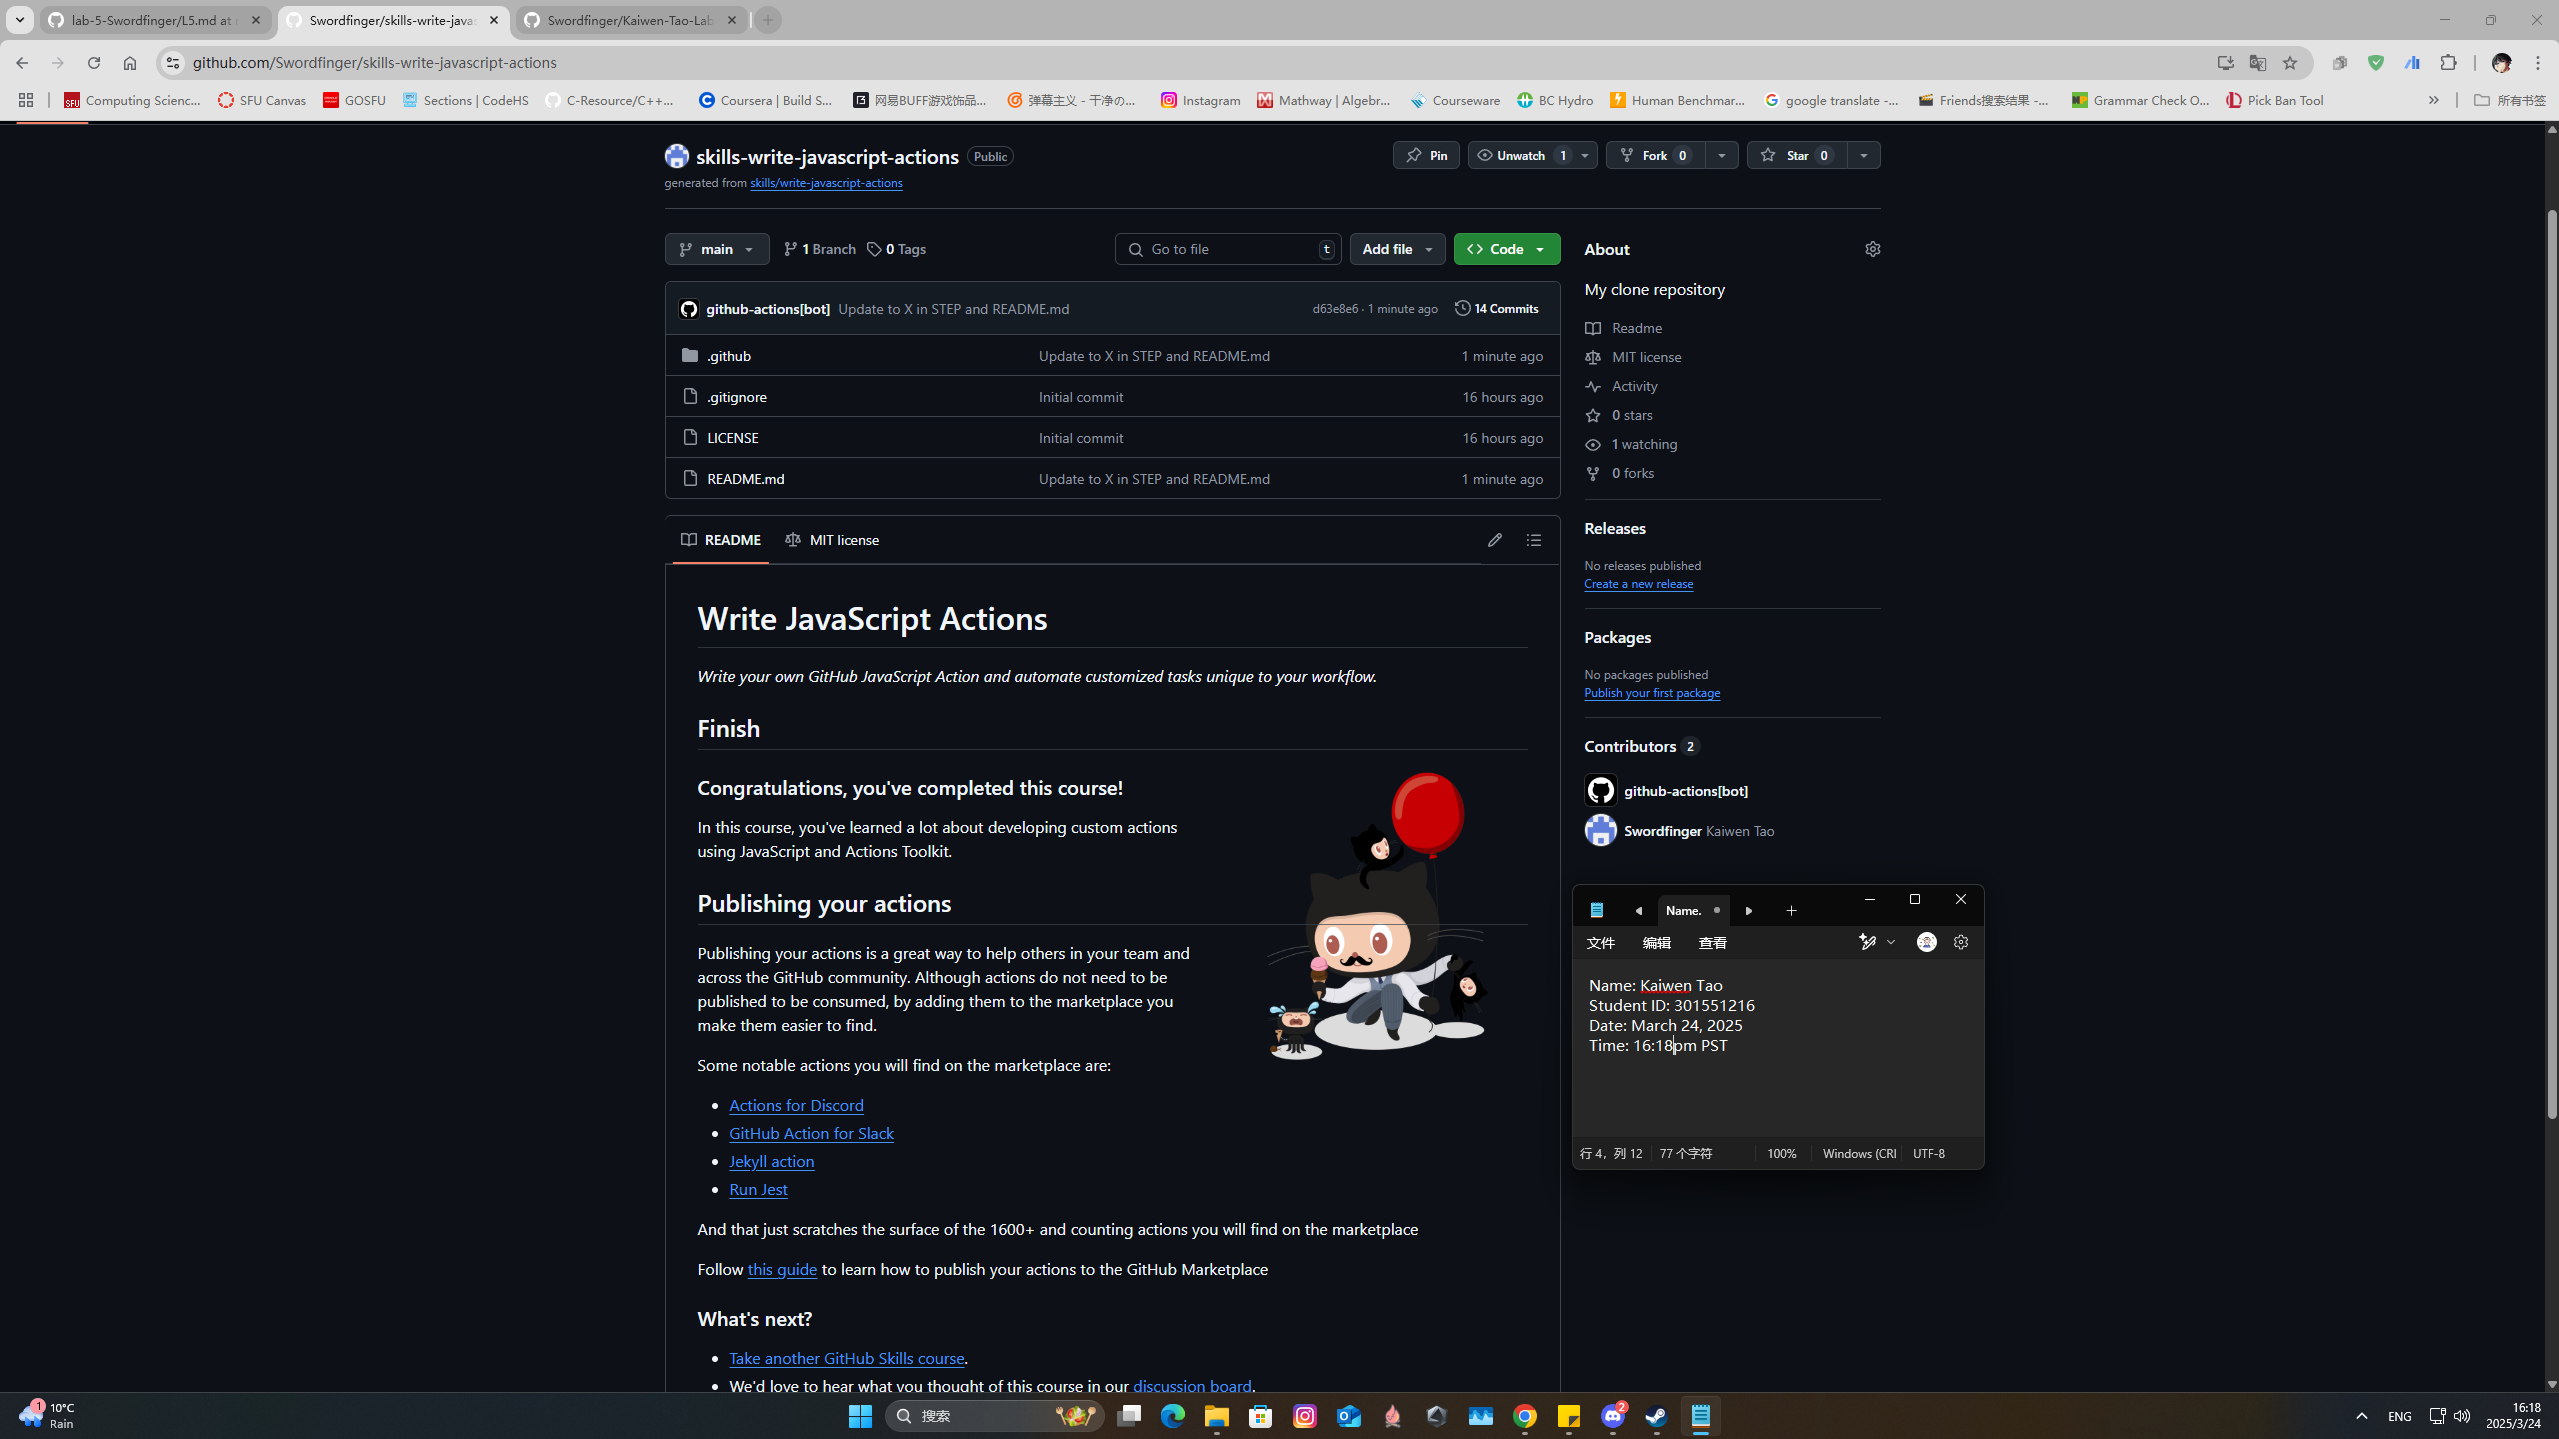 lab-5-Swordfinger/L5.md at
Swordfinger/skills-write-javas
Swordfinger/Kaiwen-Tao-Lab
github.com/Swordfinger/skills-write-javascript-actions
Computing Scienc...
SFU Canvas
GOSFU
Sections | CodeHS
C-Resource/C++...
Coursera | Build S...
网易BUFF游戏饰品...
弹幕主义 - 干净の...
Instagram
Mathway | Algebr...
Courseware
BC Hydro
Human Benchmar...
google translate -...
Friends搜索结果 -...
Grammar Check O...
Pick Ban Tool
所有书签
skills-write-javascript-actions Public
Pin
Unwatch 1
Fork 0
Star 0
generated from skills/write-javascript-actions
main
1 Branch
0 Tags
Go to file t
Add file
Code
github-actions[bot] Update to X in STEP and README.md d63e8e6 · 1 minute ago 14 Commits
.github Update to X in STEP and README.md 1 minute ago
.gitignore Initial commit 16 hours ago
LICENSE Initial commit 16 hours ago
README.md Update to X in STEP and README.md 1 minute ago
README
MIT license
Write JavaScript Actions
Write your own GitHub JavaScript Action and automate customized tasks unique to your workflow.
Finish
Congratulations, you've completed this course!
In this course, you've learned a lot about developing custom actions
using JavaScript and Actions Toolkit.
Publishing your actions
Publishing your actions is a great way to help others in your team and
across the GitHub community. Although actions do not need to be
published to be consumed, by adding them to the marketplace you
make them easier to find.
Some notable actions you will find on the marketplace are:
Actions for Discord
GitHub Action for Slack
Jekyll action
Run Jest
And that just scratches the surface of the 1600+ and counting actions you will find on the marketplace
Follow this guide to learn how to publish your actions to the GitHub Marketplace
What's next?
Take another GitHub Skills course.
We'd love to hear what you thought of this course in our discussion board.
About
My clone repository
Readme
MIT license
Activity
0 stars
1 watching
0 forks
Releases
No releases published
Create a new release
Packages
No packages published
Publish your first package
Contributors 2
github-actions[bot]
Swordfinger Kaiwen Tao
Name.
文件 编辑 查看
Name: Kaiwen Tao
Student ID: 301551216
Date: March 24, 2025
Time: 16:18pm PST
行 4，列 12 77 个字符 100% Windows (CRI UTF-8
1
10°C
Rain
搜索
2
ENG
16:18
2025/3/24